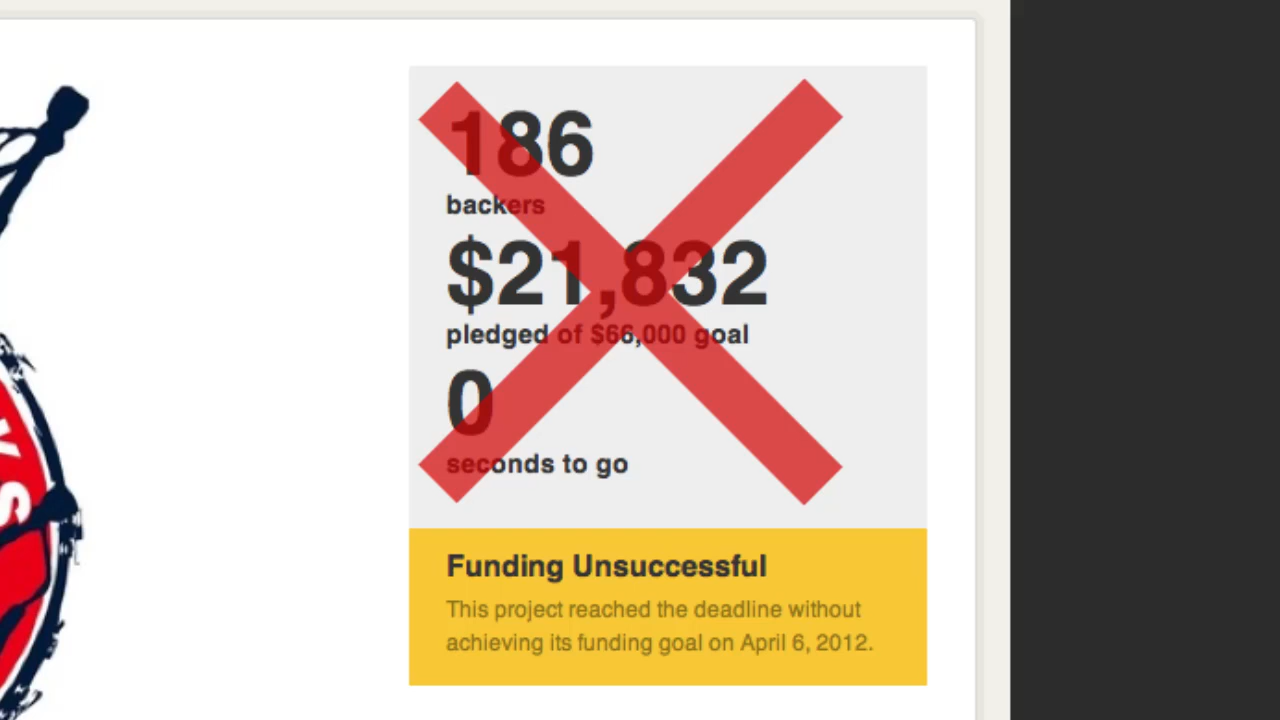 186
backers
$21,832
pledged of $66,000 goal
0
seconds to go
Funding Unsuccessful
This project reached the deadline without
achieving its funding goal on April 6, 2012.